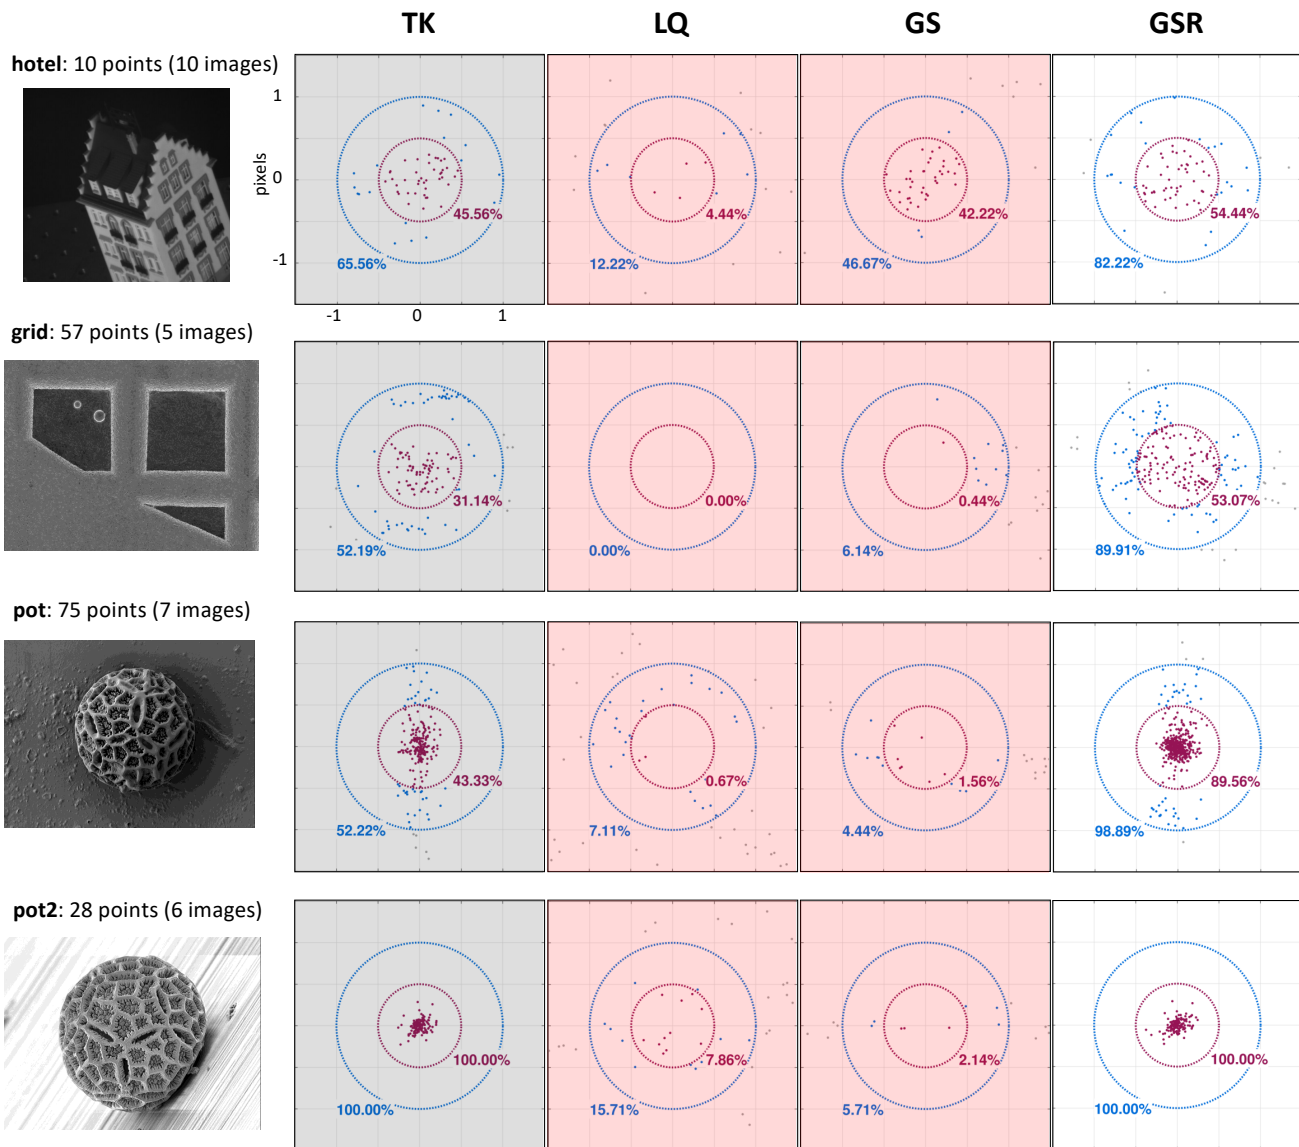 TK LQ GS GSR
hotel: 10 points (10 images)
1
pixels
0
-1
45.56% 4.44% 42.22% 54.44%
65.56% 12.22% 46.67% 82.22%
-1 0 1
grid: 57 points (5 images)
31.14% 0.00% 0.44% 53.07%
52.19% 0.00% 6.14% 89.91%
pot: 75 points (7 images)
43.33% 0.67% 1.56% 89.56%
52.22% 7.11% 4.44% 98.89%
pot2: 28 points (6 images)
100.00% 7.86% 2.14% 100.00%
100.00% 15.71% 5.71% 100.00%